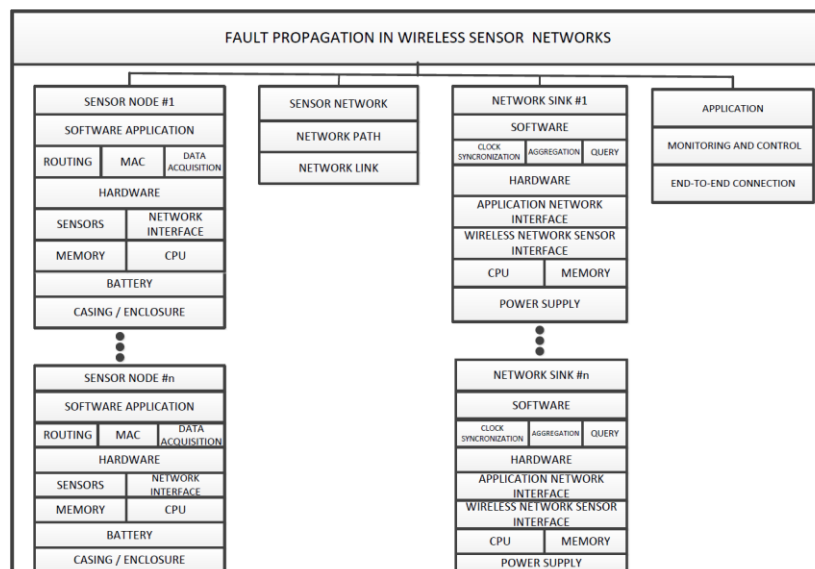 FAULT PROPAGATION IN WIRELESS SENSOR NETWORKS
SENSOR NODE #1
SOFTWARE APPLICATION
ROUTING
MAC
DATA
ACQUISITION
HARDWARE
SENSORS
NETWORK
INTERFACE
MEMORY
CPU
BATTERY
CASING / ENCLOSURE
SENSOR NODE #n
SOFTWARE APPLICATION
ROUTING
MAC
DATA
ACQUISITION
HARDWARE
SENSORS
NETWORK
INTERFACE
MEMORY
CPU
BATTERY
CASING / ENCLOSURE
SENSOR NETWORK
NETWORK PATH
NETWORK LINK
NETWORK SINK #1
SOFTWARE
CLOCK
SYNCRONIZATION
AGGREGATION
QUERY
HARDWARE
APPLICATION NETWORK
INTERFACE
WIRELESS NETWORK SENSOR
INTERFACE
CPU
MEMORY
POWER SUPPLY
NETWORK SINK #n
SOFTWARE
CLOCK
SYNCRONIZATION
AGGREGATION
QUERY
HARDWARE
APPLICATION NETWORK
INTERFACE
WIRELESS NETWORK SENSOR
INTERFACE
CPU
MEMORY
POWER SUPPLY
APPLICATION
MONITORING AND CONTROL
END-TO-END CONNECTION